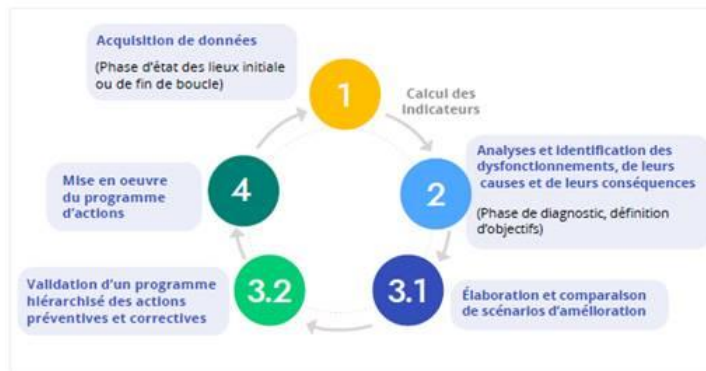 Acquisition de données
(Phase d'état des lieux initiale
ou de fin de boucle)
1
Calcul des
indicateurs
Analyses et identification des
dysfonctionnements, de leurs
causes et de leurs conséquences
(Phase de diagnostic, définition
d'objectifs)
2
3.1
Élaboration et comparaison
de scénarios d'amélioration
3.2
Validation d'un programme
hiérarchisé des actions
préventives et correctives
4
Mise en oeuvre
du programme
d'actions